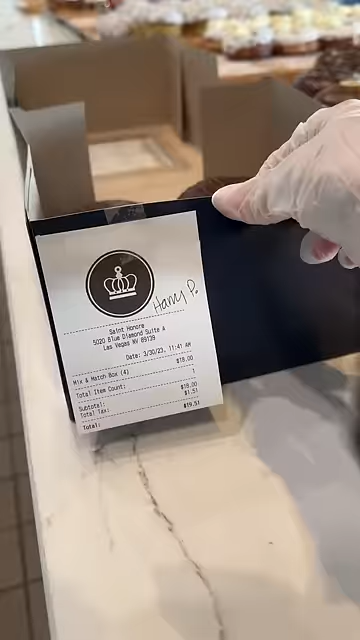 Harry P.
Saint Honore
5020 Blue Diamond Suite A
Las Vegas NV 89139
Date: 3/30/23, 11:41 AM
Mix & Match Box (4) $18.00
Total Item Count: 1
Subtotal: $18.00
Total Tax: $1.51
Total: $19.51